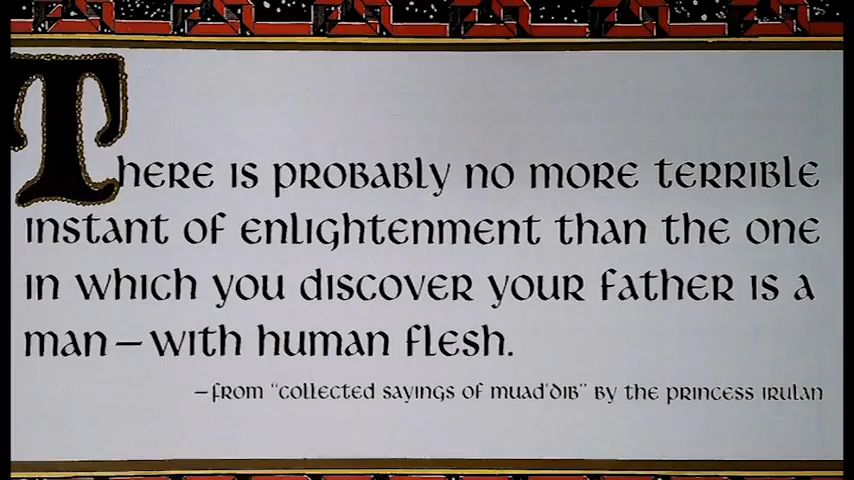 There is probably no more terrible
instant of enlightenment than the one
in which you discover your father is a
man—with human flesh.
—from "collected sayings of muad'dib" by the princess irulan